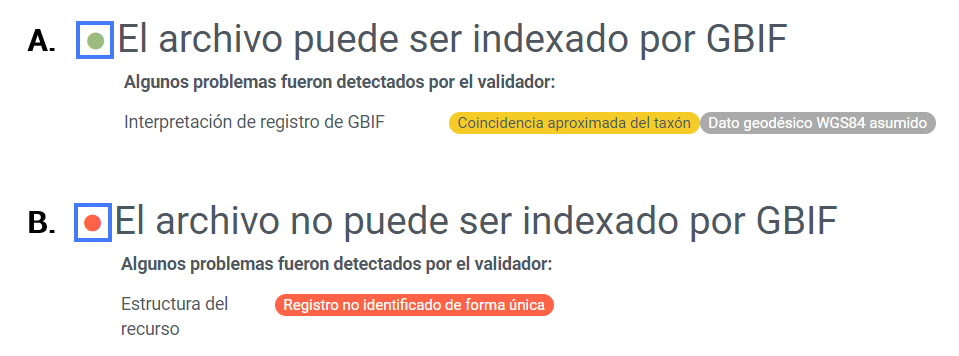 A. El archivo puede ser indexado por GBIF
Algunos problemas fueron detectados por el validador:
Interpretación de registro de GBIF Coincidencia aproximada del taxón Dato geodésico WGS84 asumido
B. El archivo no puede ser indexado por GBIF
Algunos problemas fueron detectados por el validador:
Estructura del Registro no identificado de forma única
recurso